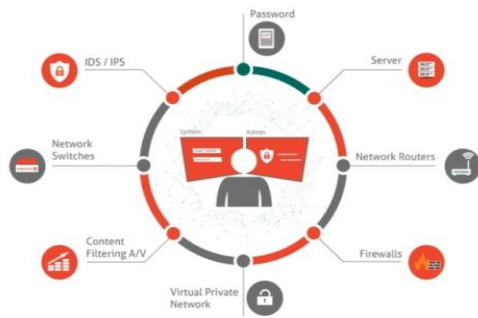 Password
IDS / IPS
Server
System
Admin
Network
Switches
Network Routers
Content
Filtering A/V
Firewalls
Virtual Private
Network